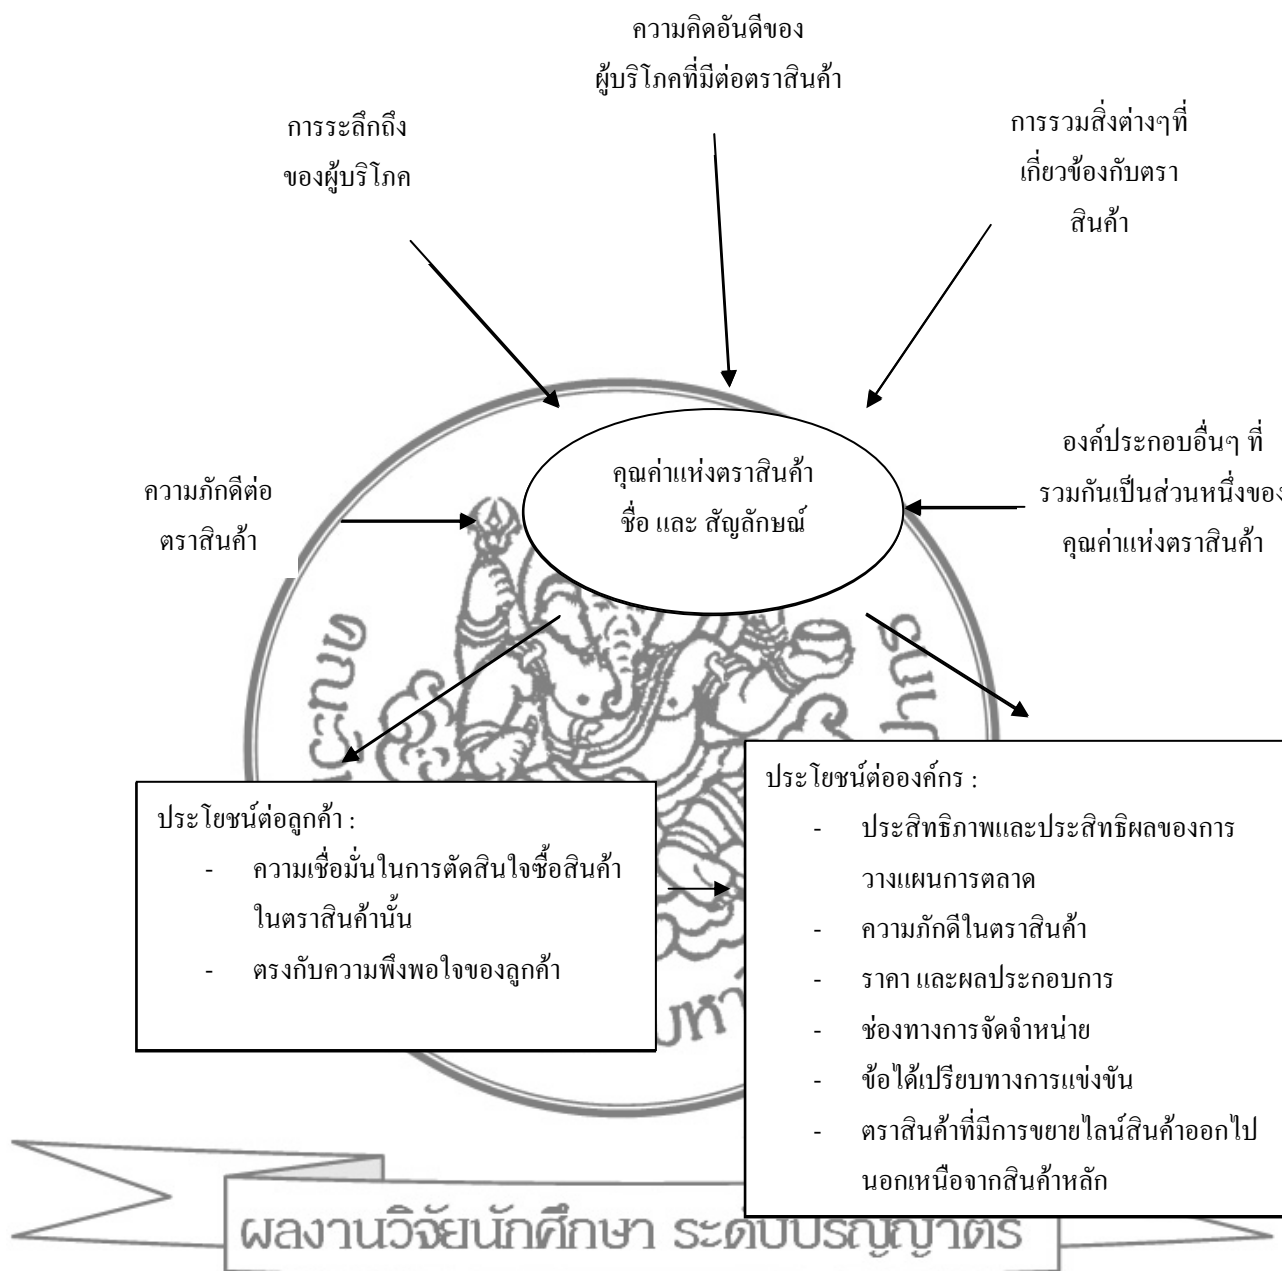 ความคิดอันดีของ
ผู้บริโภคที่มีต่อตราสินค้า
การระลึกถึง
ของผู้บริโภค
การรวมสิ่งต่างๆที่
เกี่ยวข้องกับตรา
สินค้า
ความภักดีต่อ
ตราสินค้า
คุณค่าแห่งตราสินค้า
ชื่อ และ สัญลักษณ์
องค์ประกอบอื่นๆ ที่
รวมกันเป็นส่วนหนึ่งของ
คุณค่าแห่งตราสินค้า
ประโยชน์ต่อลูกค้า :
- ความเชื่อมั่นในการตัดสินใจซื้อสินค้า
ในตราสินค้านั้น
- ตรงกับความพึงพอใจของลูกค้า
ประโยชน์ต่อองค์กร :
- ประสิทธิภาพและประสิทธิผลของการ
วางแผนการตลาด
- ความภักดีในตราสินค้า
- ราคา และผลประกอบการ
- ช่องทางการจัดจำหน่าย
- ข้อได้เปรียบทางการแข่งขัน
- ตราสินค้าที่มีการขยายไลน์สินค้าออกไป
นอกเหนือจากสินค้าหลัก
ผลงานวิจัยนักศึกษา ระดับปริญญาตรี